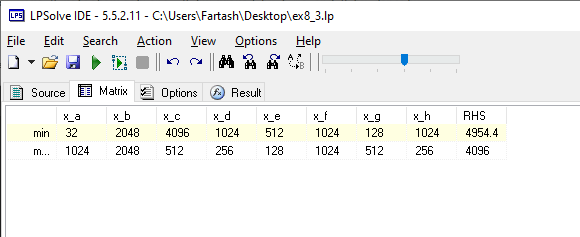 LPS LPSolve IDE - 5.5.2.11 - C:\Users\Fartash\Desktop\ex8_3.lp
File Edit Search Action View Options Help
Source Matrix Options Result
x_a x_b x_c x_d x_e x_f x_g x_h RHS
min 32 2048 4096 1024 512 1024 128 1024 4954.4
m... 1024 2048 512 256 128 1024 512 256 4096